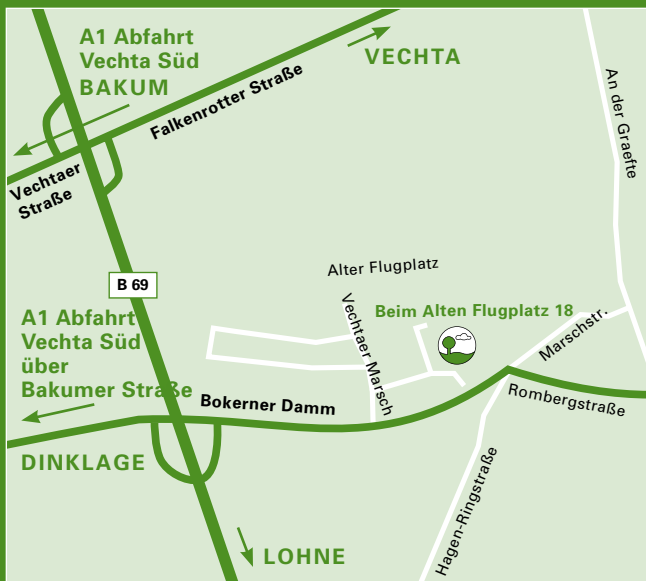 A1 Abfahrt
Vechta Süd
BAKUM
VECHTA
Falkenrotter Straße
An der Graefte
Vechtaer
Straße
Alter Flugplatz
B 69
Vechtaer Marsch
Beim Alten Flugplatz 18
Marschstr.
A1 Abfahrt
Vechta Süd
über
Bakumer Straße
Bokerner Damm
Rombergstraße
DINKLAGE
Hagen-Ringstraße
LOHNE